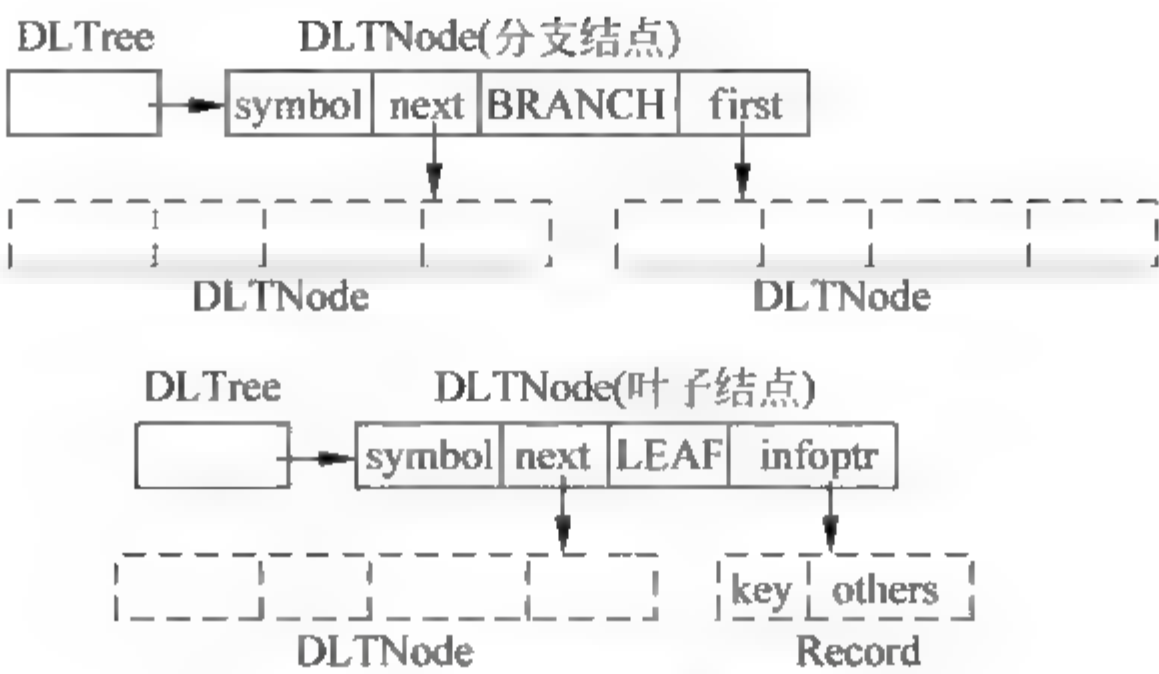 DLTree DLTNode(分支结点)
symbol next BRANCH first
DLTNode DLTNode
DLTree DLTNode(叶子结点)
symbol next LEAF infoptr
key others
DLTNode Record